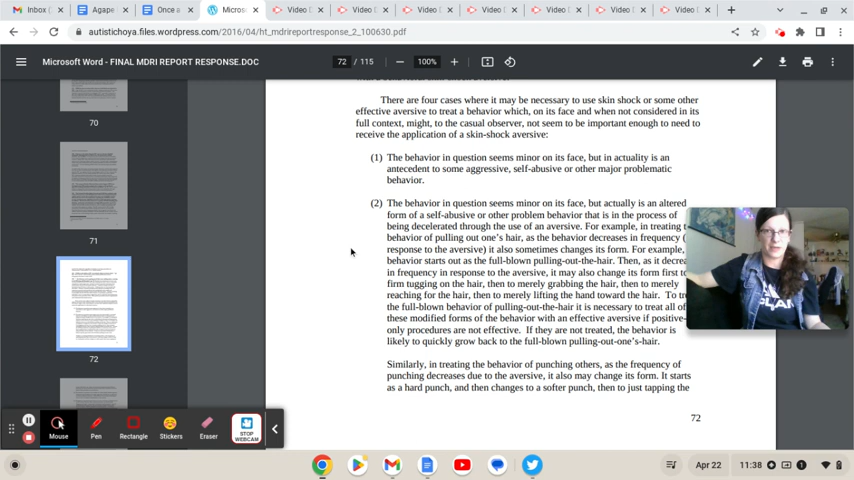 Inbox (
Agape
Once a
Micros
Video D
Video C
Video C
Video D
Video D
Video D
Video D
autistichoya.files.wordpress.com/2016/04/ht_mdrireportresponse_2_100630.pdf
Microsoft Word - FINAL MDRI REPORT RESPONSE.DOC
72 / 115
100%
There are four cases where it may be necessary to use skin shock or some other
effective aversive to treat a behavior which, on its face and when not considered in its
full context, might, to the casual observer, not seem to be important enough to need to
receive the application of a skin-shock aversive:
(1) The behavior in question seems minor on its face, but in actuality is an
antecedent to some aggressive, self-abusive or other major problematic
behavior.
(2) The behavior in question seems minor on its face, but actually is an altered
form of a self-abusive or other problem behavior that is in the process of
being decelerated through the use of an aversive. For example, in treating t
behavior of pulling out one's hair, as the behavior decreases in frequency (
response to the aversive) it also sometimes changes its form. For example,
behavior starts out as the full-blown pulling-out-the-hair. Then, as it decrea
in frequency in response to the aversive, it may also change its form first to
firm tugging on the hair, then to merely grabbing the hair, then to merely
reaching for the hair, then to merely lifting the hand toward the hair. To tre
the full-blown behavior of pulling-out-the-hair it is necessary to treat all of
these modified forms of the behavior with an effective aversive if positive-
only procedures are not effective. If they are not treated, the behavior is
likely to quickly grow back to the full-blown pulling-out-one's-hair.
Similarly, in treating the behavior of punching others, as the frequency of
punching decreases due to the aversive, it also may change its form. It starts
as a hard punch, and then changes to a softer punch, then to just tapping the
72
70
71
72
Mouse
Pen
Rectangle
Stickers
Eraser
STOP
WEBCAM
Apr 22
11:38